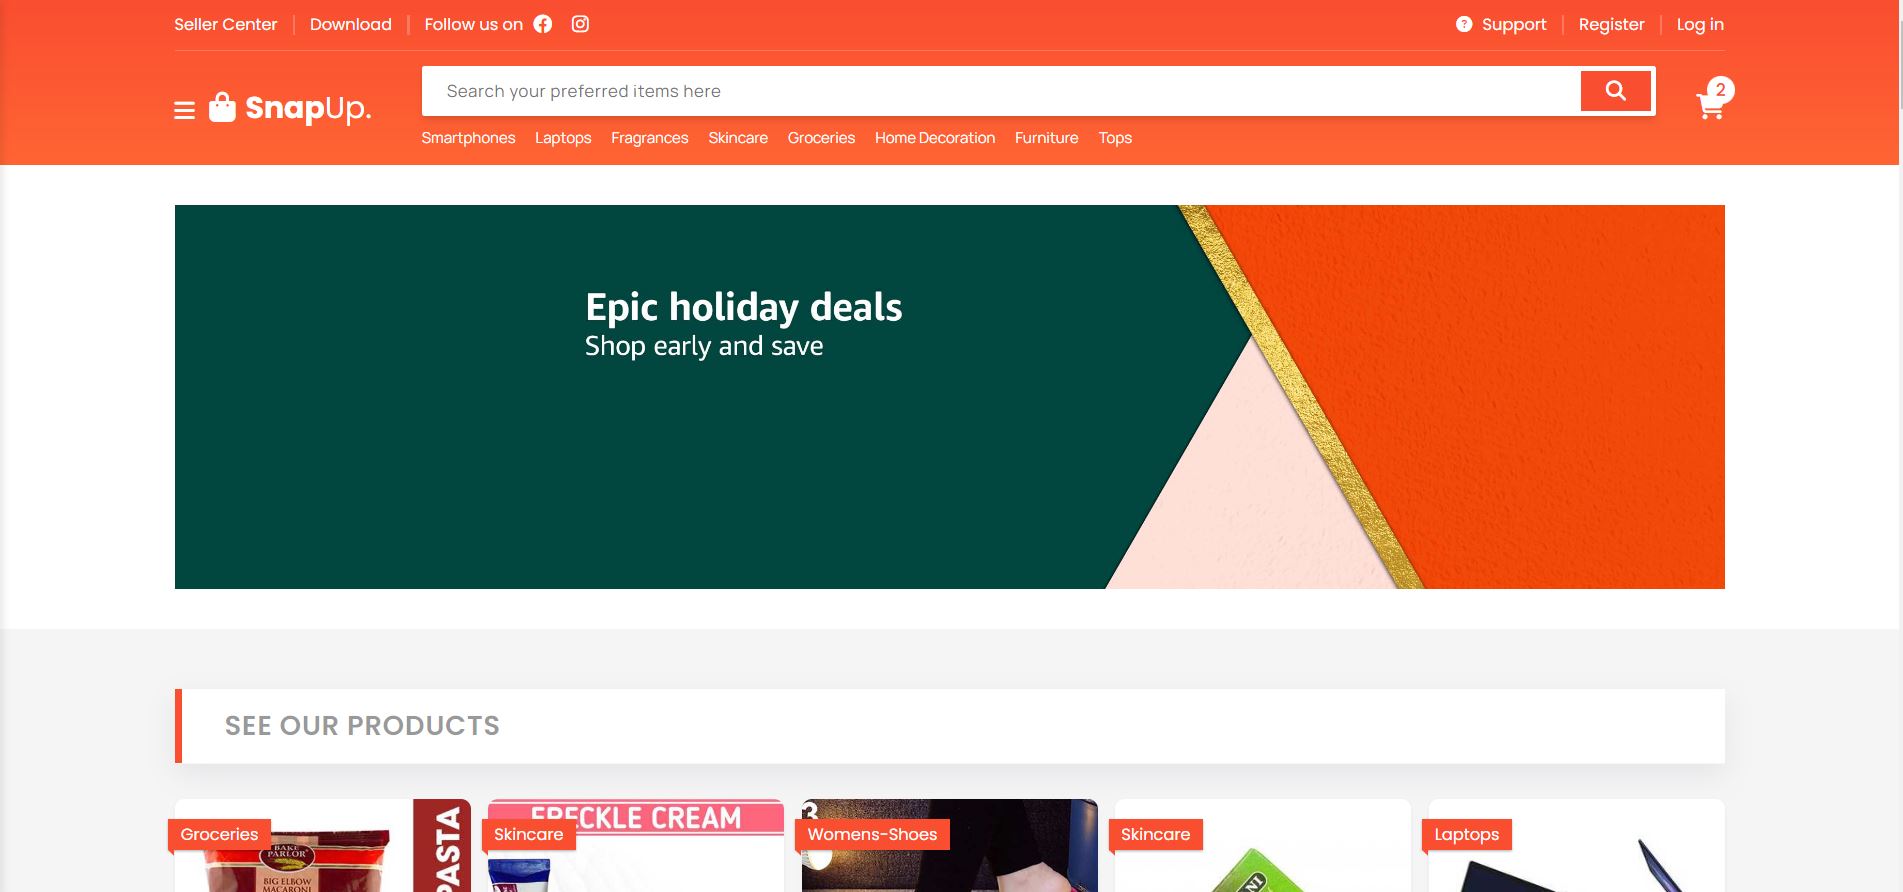 Seller Center
Download
Follow us on
Support
Register
Log in
SnapUp.
Search your preferred items here
2
Smartphones
Laptops
Fragrances
Skincare
Groceries
Home Decoration
Furniture
Tops
Epic holiday deals
Shop early and save
SEE OUR PRODUCTS
Groceries
BAKE
PARLOR
BIG ELBOW
MACARONI
PASTA
FRECKLE CREAM
Skincare
3
Womens-Shoes
Skincare
Laptops